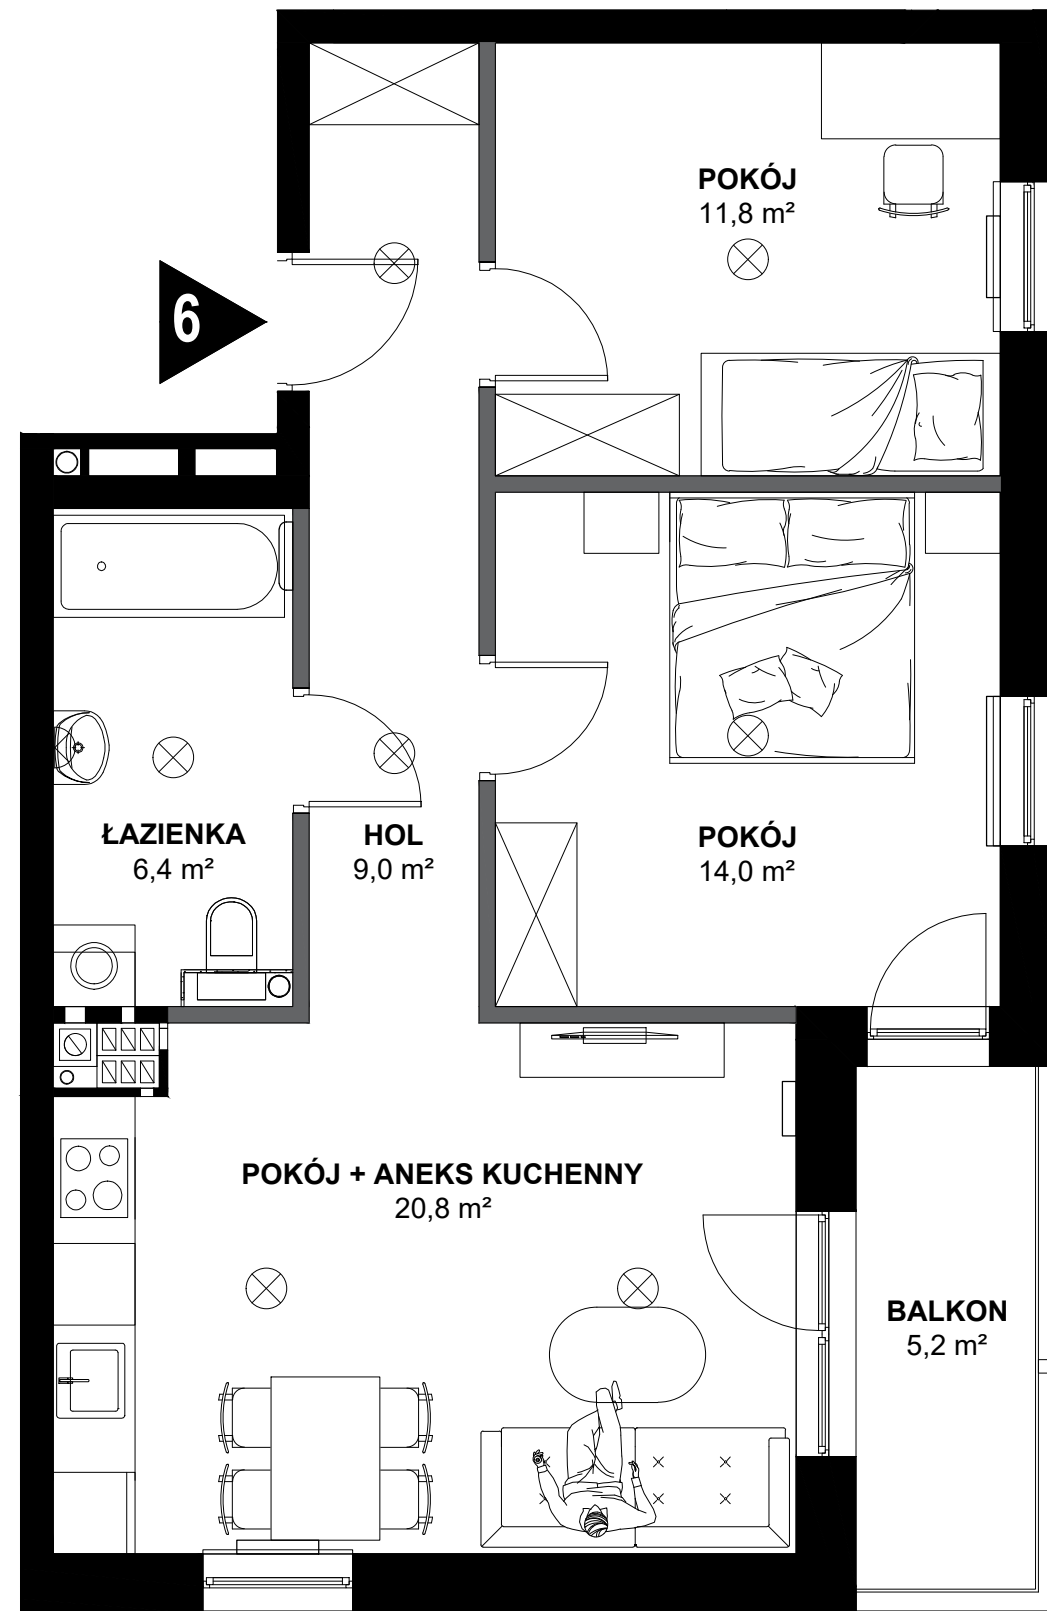 POKÓJ
11,8 m²
6
ŁAZIENKA
6,4 m²
HOL
9,0 m²
POKÓJ
14,0 m²
POKÓJ + ANEKS KUCHENNY
20,8 m²
BALKON
5,2 m²